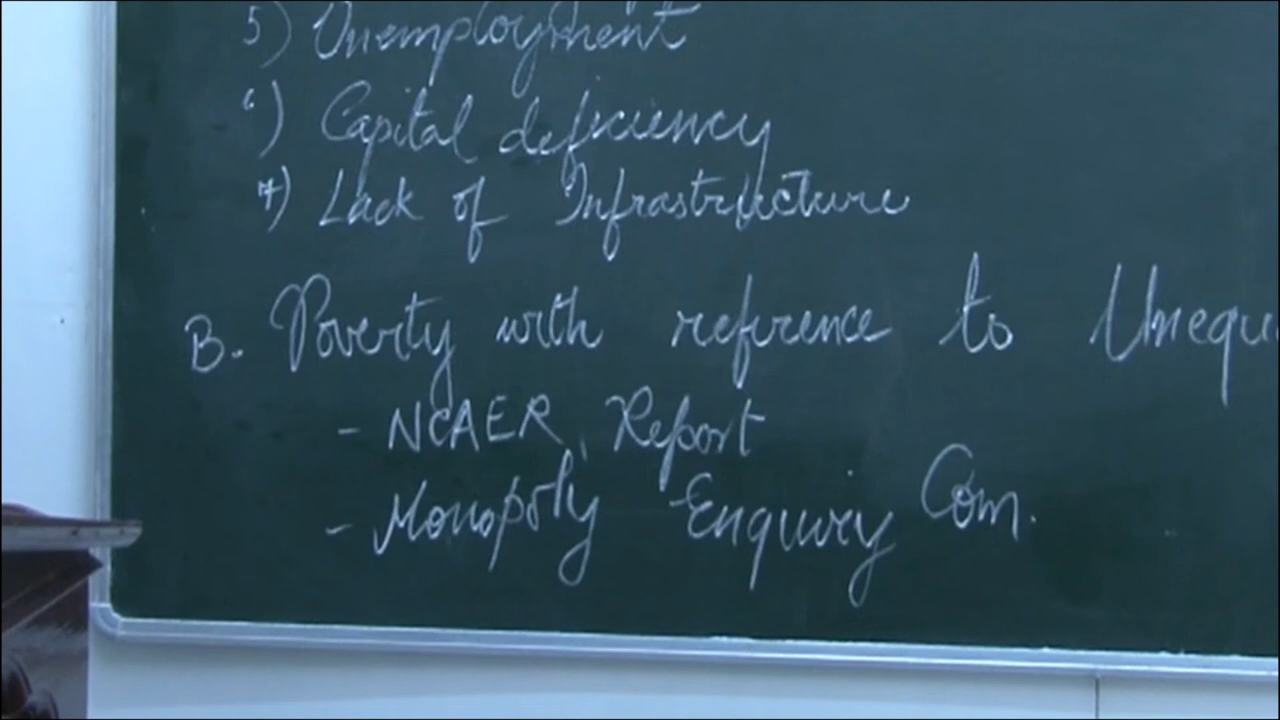 5) Unemployment
6) Capital deficiency
7) Lack of Infrastructure
B. Poverty with reference to Unequ
- NCAER Report
- Monopoly Enquiry Com.